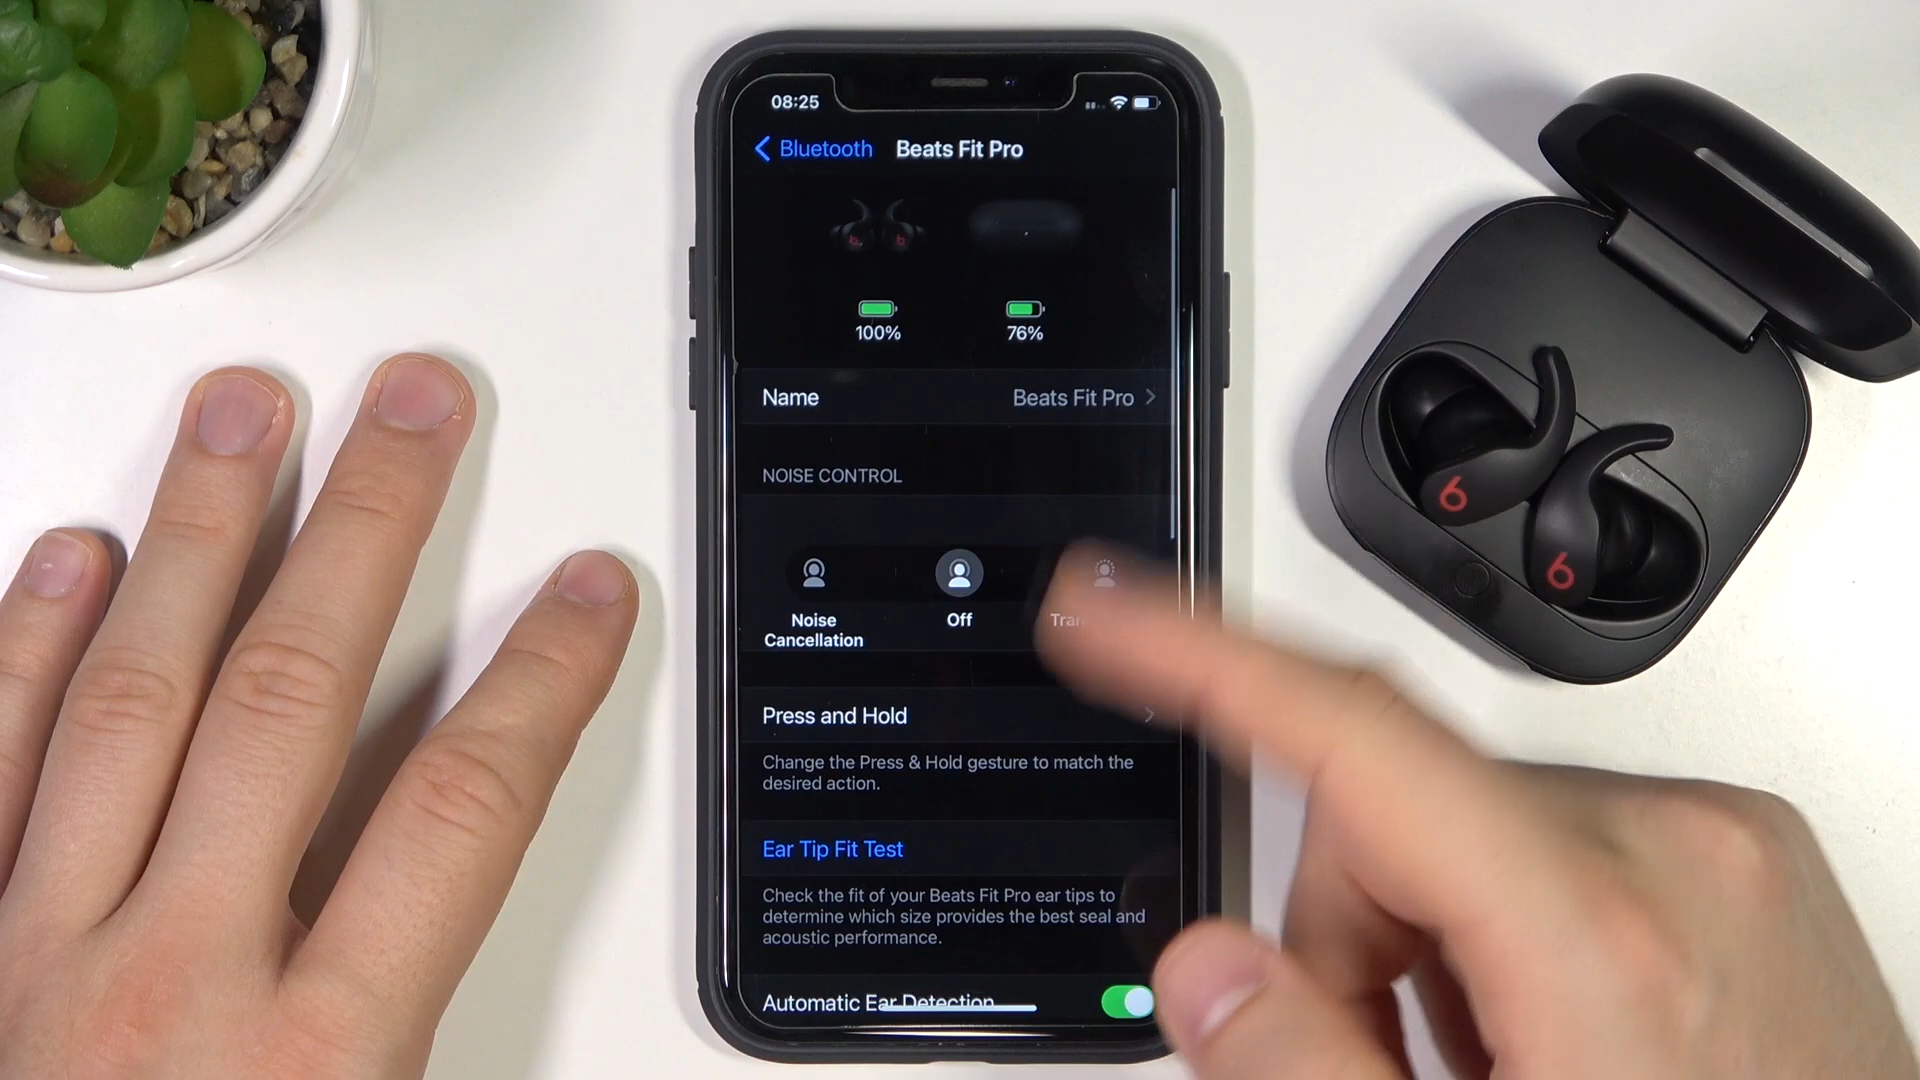 08:25
Bluetooth
Beats Fit Pro
100%
76%
Name
Beats Fit Pro
NOISE CONTROL
Noise
Cancellation
Off
Press and Hold
Change the Press & Hold gesture to match the
desired action.
Ear Tip Fit Test
Check the fit of your Beats Fit Pro ear tips to
determine which size provides the best seal and
acoustic performance.
Automatic Ear Detection